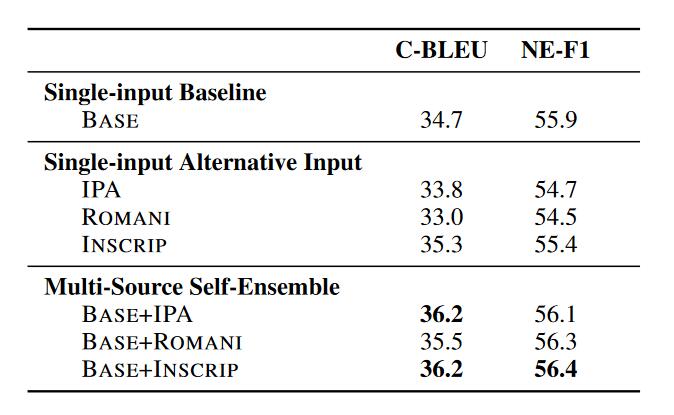 C-BLEU NE-F1
Single-input Baseline
BASE 34.7 55.9
Single-input Alternative Input
IPA 33.8 54.7
ROMANI 33.0 54.5
INSCRIP 35.3 55.4
Multi-Source Self-Ensemble
BASE+IPA 36.2 56.1
BASE+ROMANI 35.5 56.3
BASE+INSCRIP 36.2 56.4